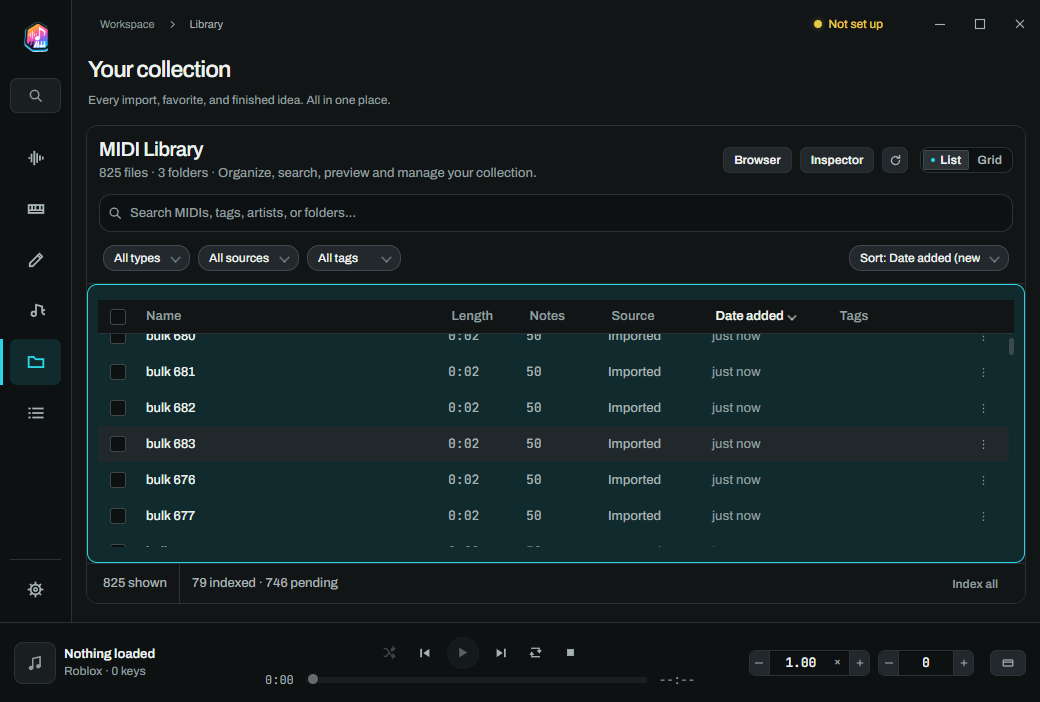 Workspace > Library
Not set up
Your collection
Every import, favorite, and finished idea. All in one place.
MIDI Library
825 files · 3 folders · Organize, search, preview and manage your collection.
Browser Inspector • List Grid
Search MIDIs, tags, artists, or folders...
All types All sources All tags Sort: Date added (new
Name Length Notes Source Date added Tags
bulk 680 0:02 50 Imported just now
bulk 681 0:02 50 Imported just now
bulk 682 0:02 50 Imported just now
bulk 683 0:02 50 Imported just now
bulk 676 0:02 50 Imported just now
bulk 677 0:02 50 Imported just now
825 shown 79 indexed · 746 pending Index all
Nothing loaded
Roblox · 0 keys
0:00 --:--
− 1.00 × + − 0 +